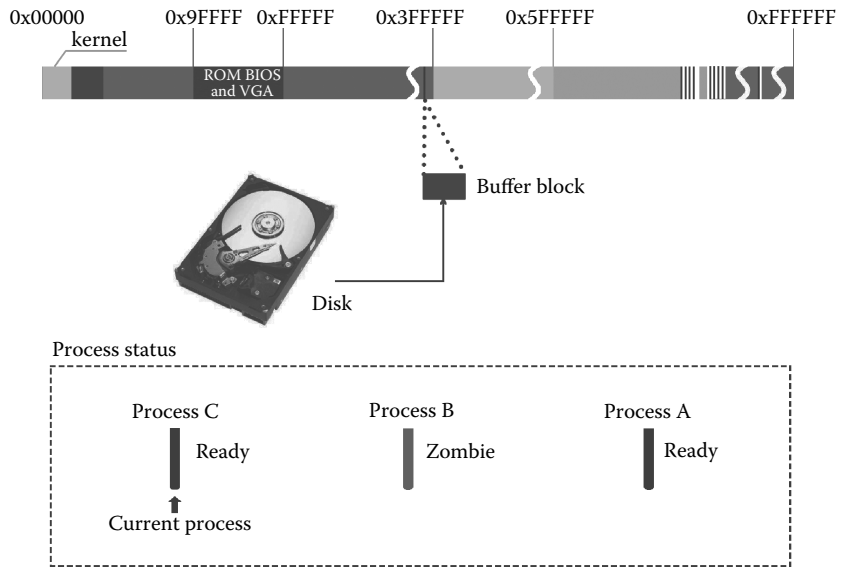 0x00000 0x9FFFF 0xFFFFF 0x3FFFFF 0x5FFFFF 0xFFFFFF
kernel
ROM BIOS
and VGA
Buffer block
Disk
Process status
Process C Process B Process A
Ready Zombie Ready
Current process